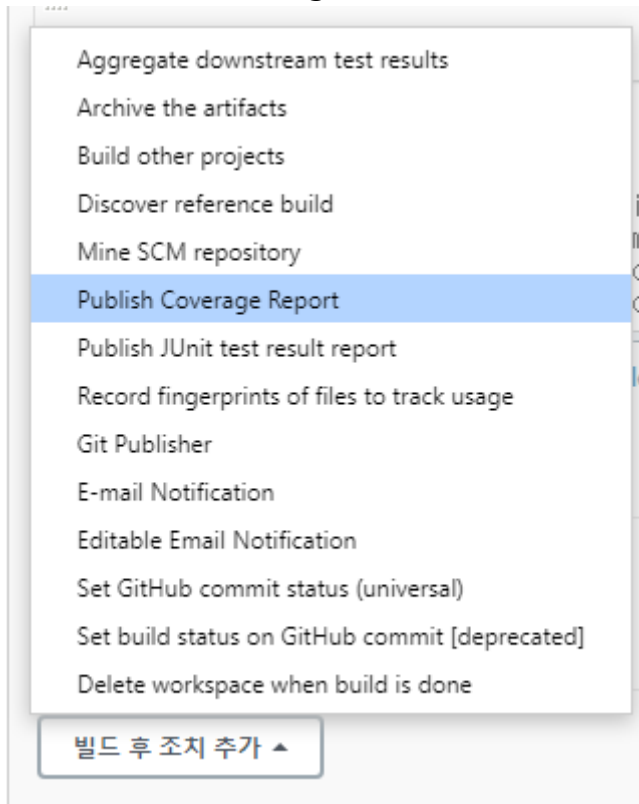 Aggregate downstream test results
Archive the artifacts
Build other projects
Discover reference build
Mine SCM repository
Publish Coverage Report
Publish JUnit test result report
Record fingerprints of files to track usage
Git Publisher
E-mail Notification
Editable Email Notification
Set GitHub commit status (universal)
Set build status on GitHub commit [deprecated]
Delete workspace when build is done
빌드 후 조치 추가